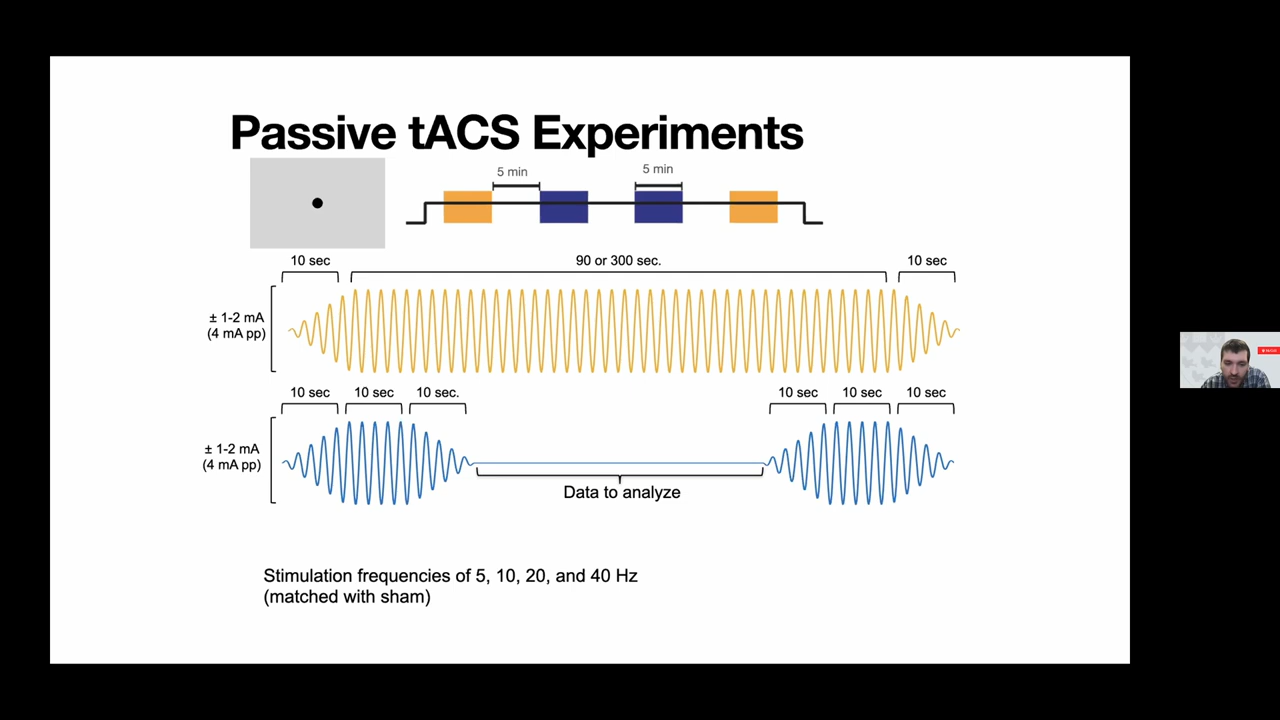 Passive tACS Experiments
5 min
5 min
10 sec
90 or 300 sec.
10 sec
± 1-2 mA
(4 mA pp)
10 sec
10 sec
10 sec.
10 sec
10 sec
10 sec
± 1-2 mA
(4 mA pp)
Data to analyze
Stimulation frequencies of 5, 10, 20, and 40 Hz
(matched with sham)